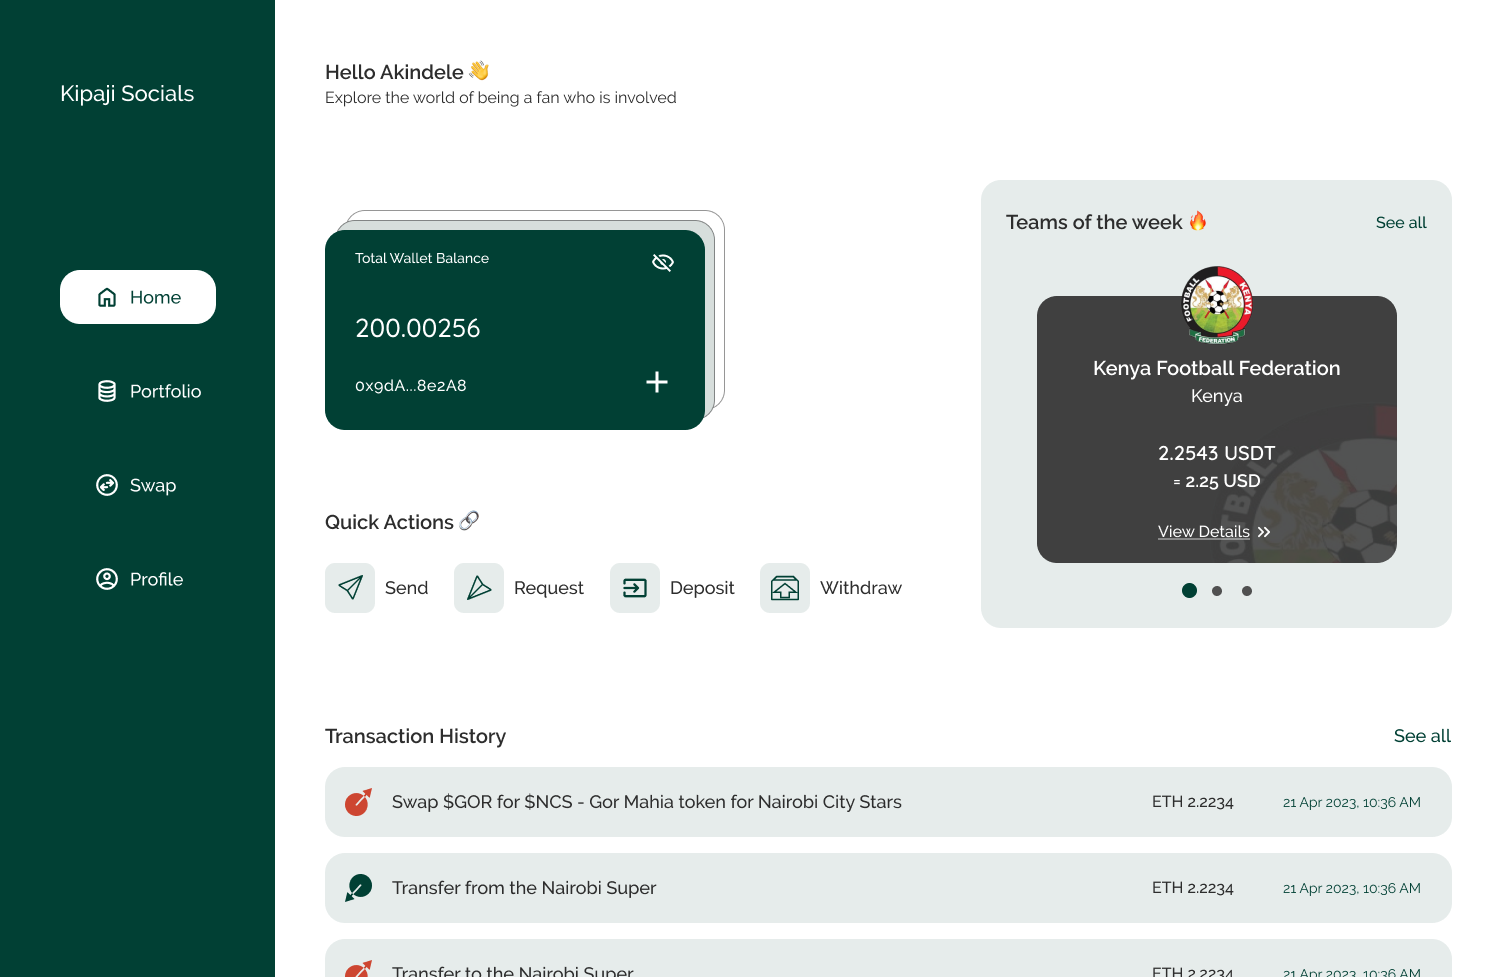 Kipaji Socials
Home
Portfolio
Swap
Profile
Hello Akindele 👋
Explore the world of being a fan who is involved
Total Wallet Balance
200.00256
0x9dA...8e2A8
Quick Actions 🔗
Send
Request
Deposit
Withdraw
Teams of the week 🔥
See all
FOOTBALL
KENYA
FEDERATION
Kenya Football Federation
Kenya
2.2543 USDT
= 2.25 USD
View Details
Transaction History
See all
Swap $GOR for $NCS - Gor Mahia token for Nairobi City Stars
ETH 2.2234
21 Apr 2023, 10:36 AM
Transfer from the Nairobi Super
ETH 2.2234
21 Apr 2023, 10:36 AM
Transfer to the Nairobi Super
ETH 2.2234
21 Apr 2023, 10:36 AM